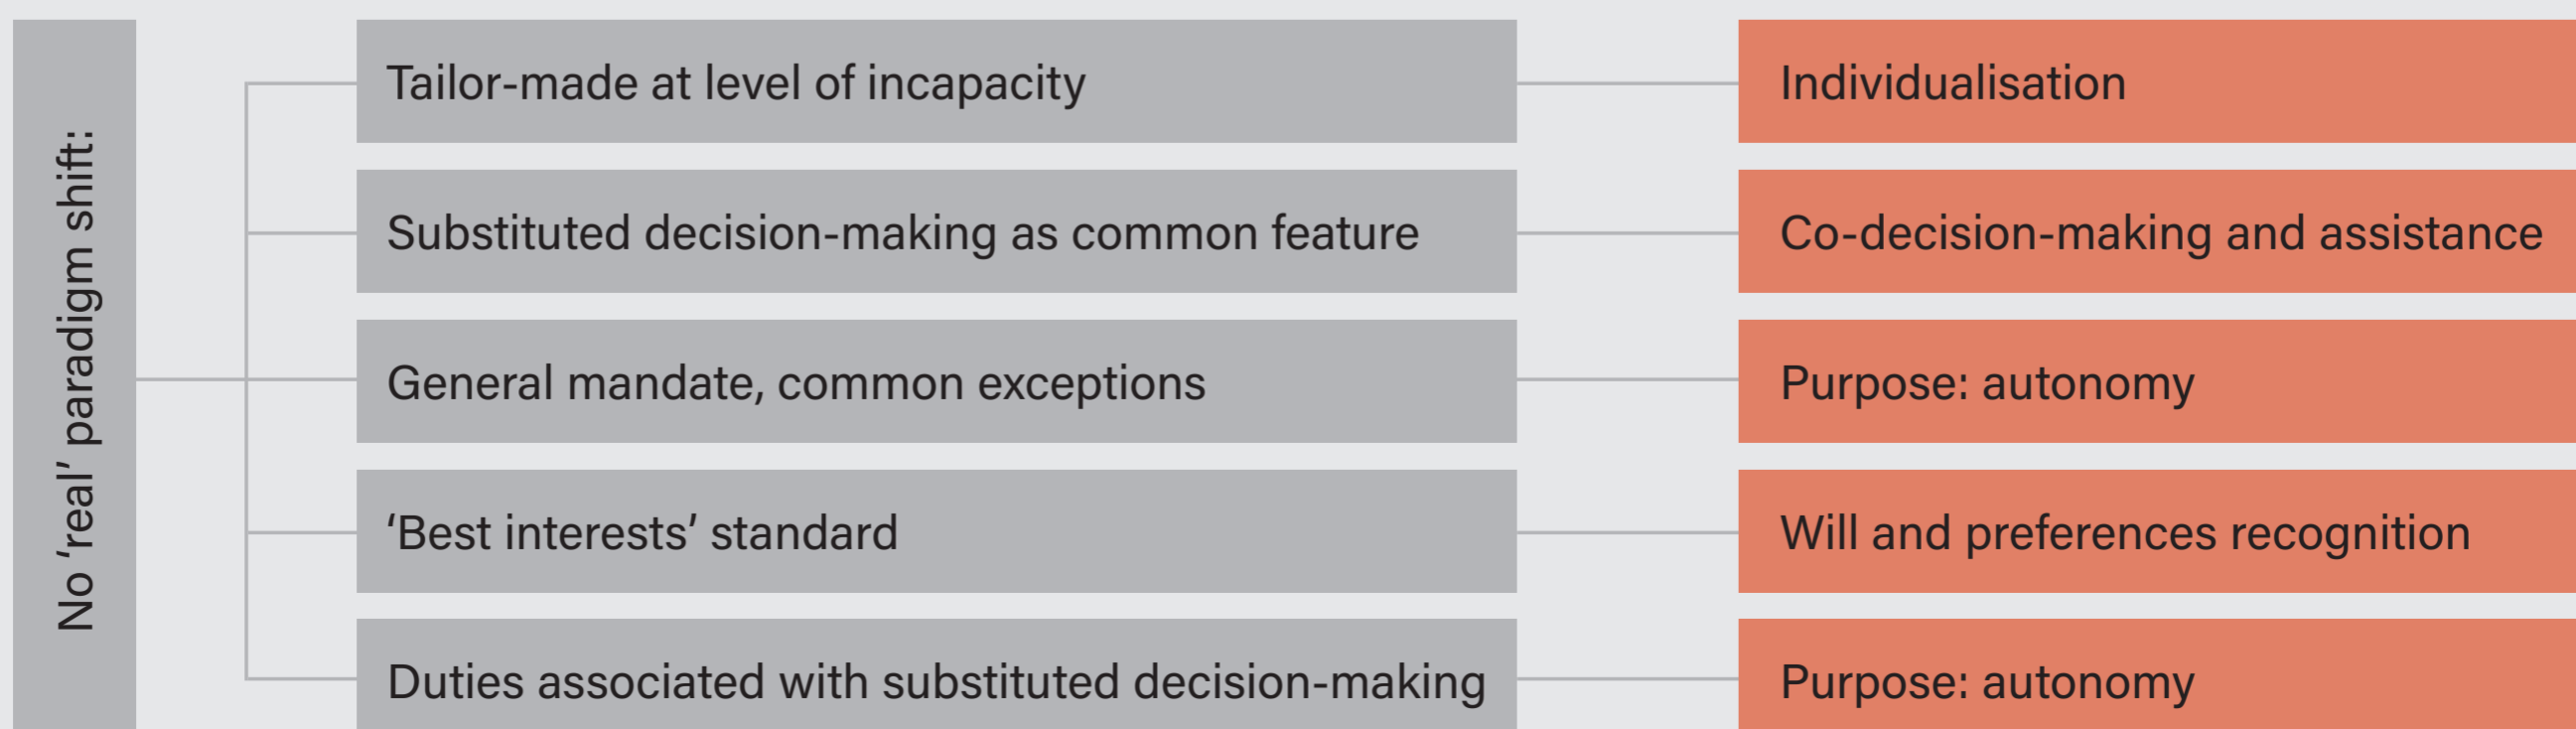 No ‘real’ paradigm shift:
Tailor-made at level of incapacity
Individualisation
Substituted decision-making as common feature
Co-decision-making and assistance
General mandate, common exceptions
Purpose: autonomy
‘Best interests’ standard
Will and preferences recognition
Duties associated with substituted decision-making
Purpose: autonomy